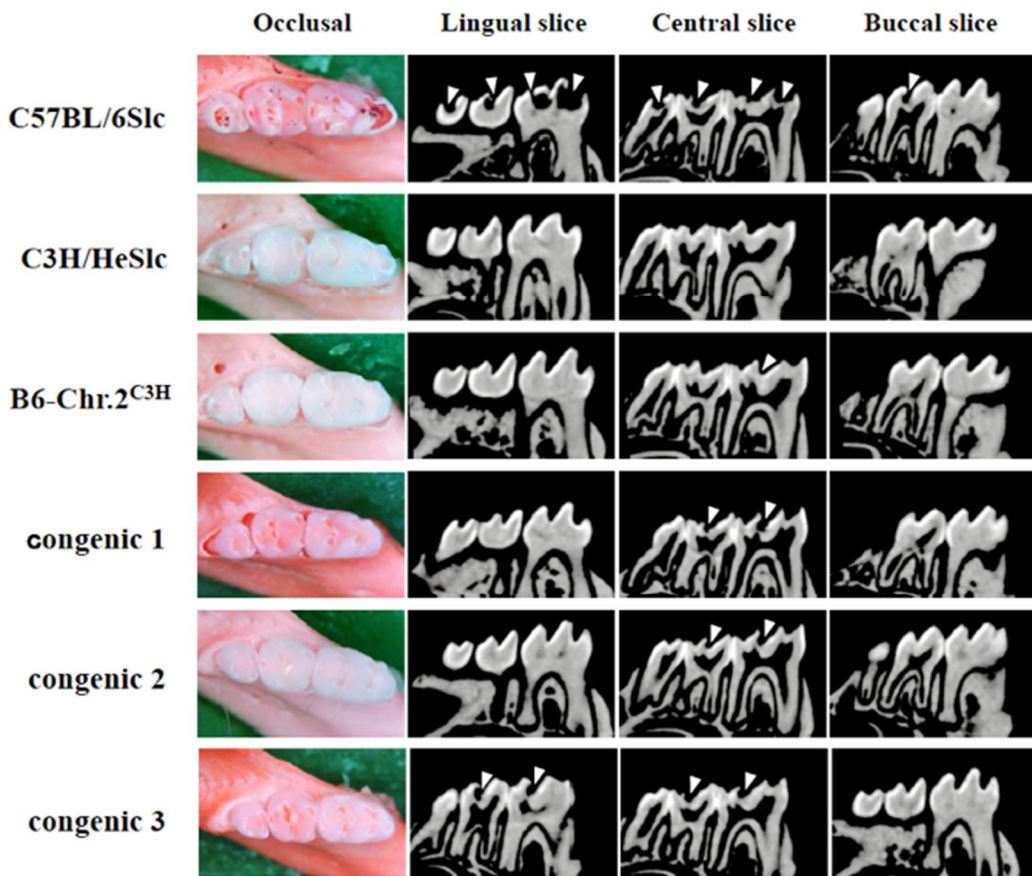 Occlusal Lingual slice Central slice Buccal slice
C57BL/6Slc
C3H/HeSlc
B6-Chr.2C3H
congenic 1
congenic 2
congenic 3